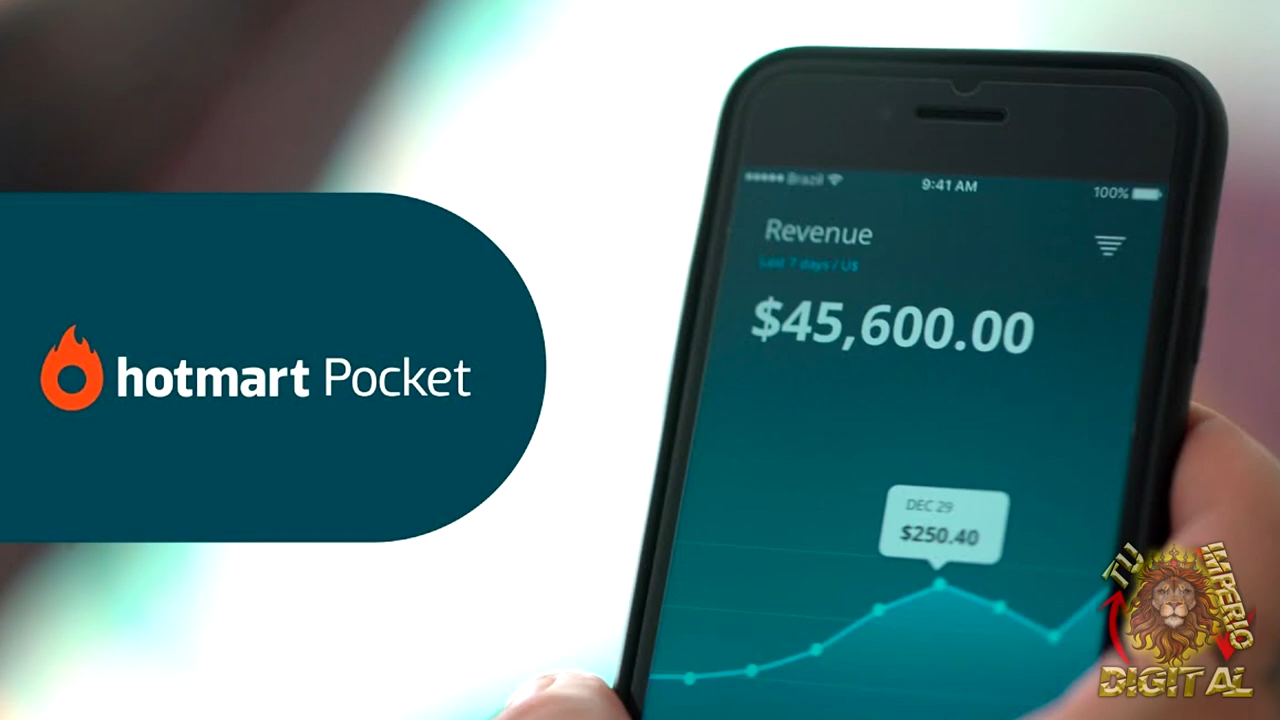 hotmart Pocket
Brazil
9:41 AM
100%
Revenue
Last 7 days / U$
$45,600.00
DEC 29
$250.40
TU IMPERIO
DIGITAL